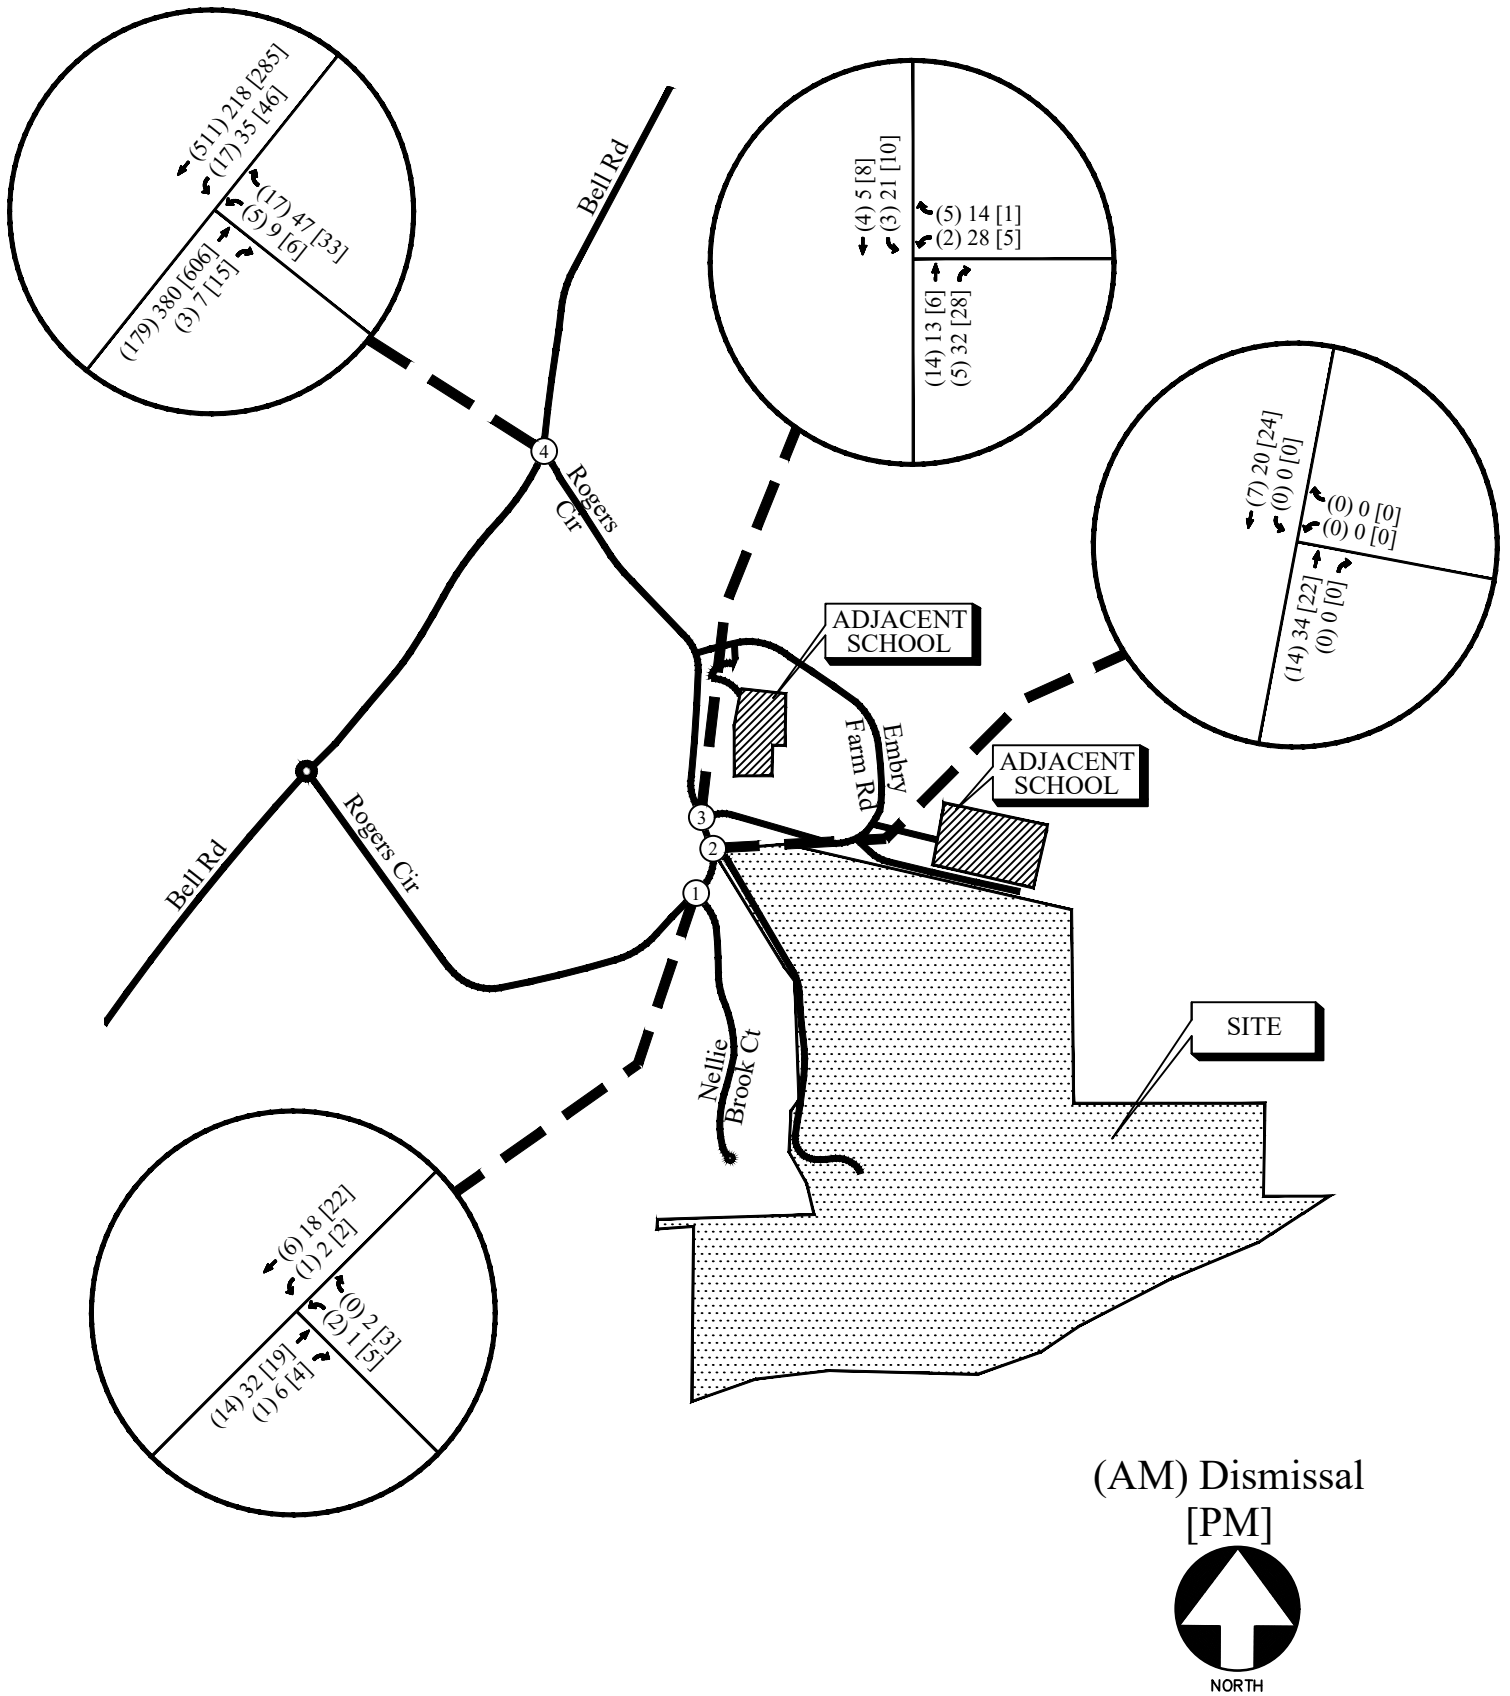 (511) 218 [285]
(17) 35 [46]
(17) 47 [33]
(5) 9 [6]
(179) 380 [606]
(3) 7 [15]
Bell Rd
(4) 5 [8]
(3) 21 [10]
(5) 14 [1]
(2) 28 [5]
(14) 13 [6]
(5) 32 [28]
(7) 20 [24]
(0) 0 [0]
(0) 0 [0]
(0) 0 [0]
(14) 34 [22]
(0) 0 [0]
4
Rogers
Cir
ADJACENT
SCHOOL
Embry
Farm Rd
ADJACENT
SCHOOL
3
2
1
Rogers Cir
Bell Rd
SITE
Nellie
Brook Ct
(6) 18 [22]
(1) 2 [2]
(0) 2 [3]
(2) 1 [5]
(14) 32 [19]
(1) 6 [4]
(AM) Dismissal
[PM]
NORTH